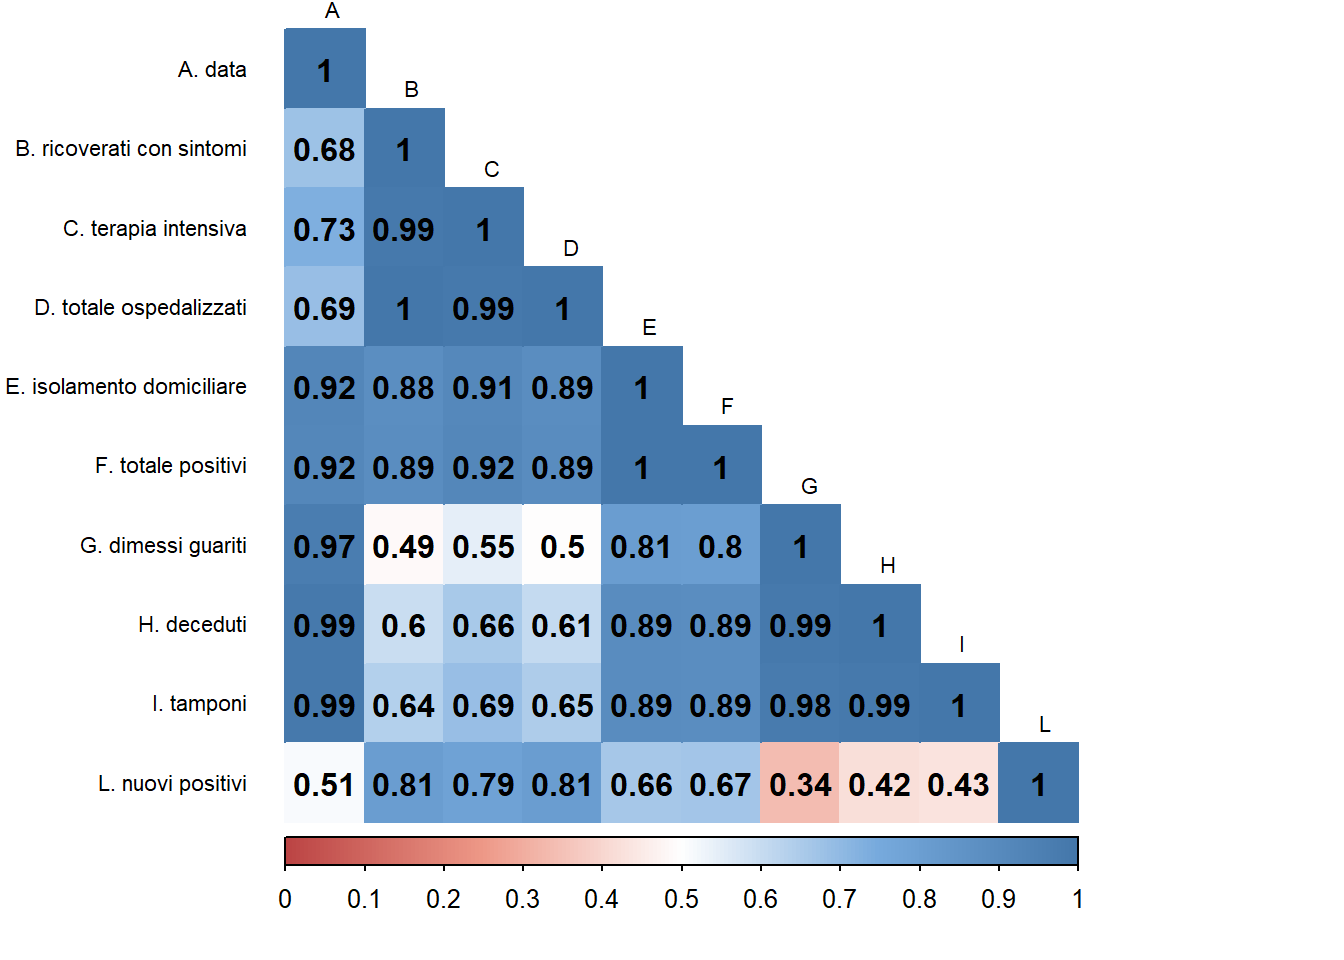 A
A. data 1
B
B. ricoverati con sintomi 0.68 1
C
C. terapia intensiva 0.73 0.99 1
D
D. totale ospedalizzati 0.69 1 0.99 1
E
E. isolamento domiciliare 0.92 0.88 0.91 0.89 1
F
F. totale positivi 0.92 0.89 0.92 0.89 1 1
G
G. dimessi guariti 0.97 0.49 0.55 0.5 0.81 0.8 1
H
H. deceduti 0.99 0.6 0.66 0.61 0.89 0.89 0.99 1
I
I. tamponi 0.99 0.64 0.69 0.65 0.89 0.89 0.98 0.99 1
L
L. nuovi positivi 0.51 0.81 0.79 0.81 0.66 0.67 0.34 0.42 0.43 1
0 0.1 0.2 0.3 0.4 0.5 0.6 0.7 0.8 0.9 1